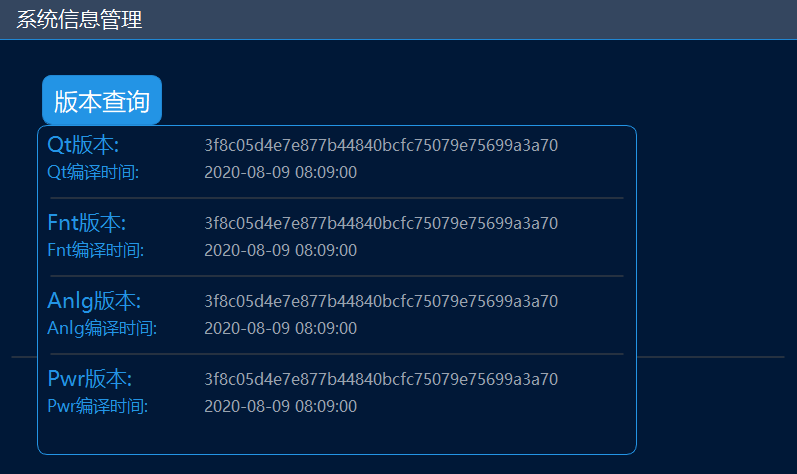 系统信息管理
版本查询
Qt版本: 3f8c05d4e7e877b44840bcfc75079e75699a3a70
Qt编译时间: 2020-08-09 08:09:00
Fnt版本: 3f8c05d4e7e877b44840bcfc75079e75699a3a70
Fnt编译时间: 2020-08-09 08:09:00
Anlg版本: 3f8c05d4e7e877b44840bcfc75079e75699a3a70
Anlg编译时间: 2020-08-09 08:09:00
Pwr版本: 3f8c05d4e7e877b44840bcfc75079e75699a3a70
Pwr编译时间: 2020-08-09 08:09:00